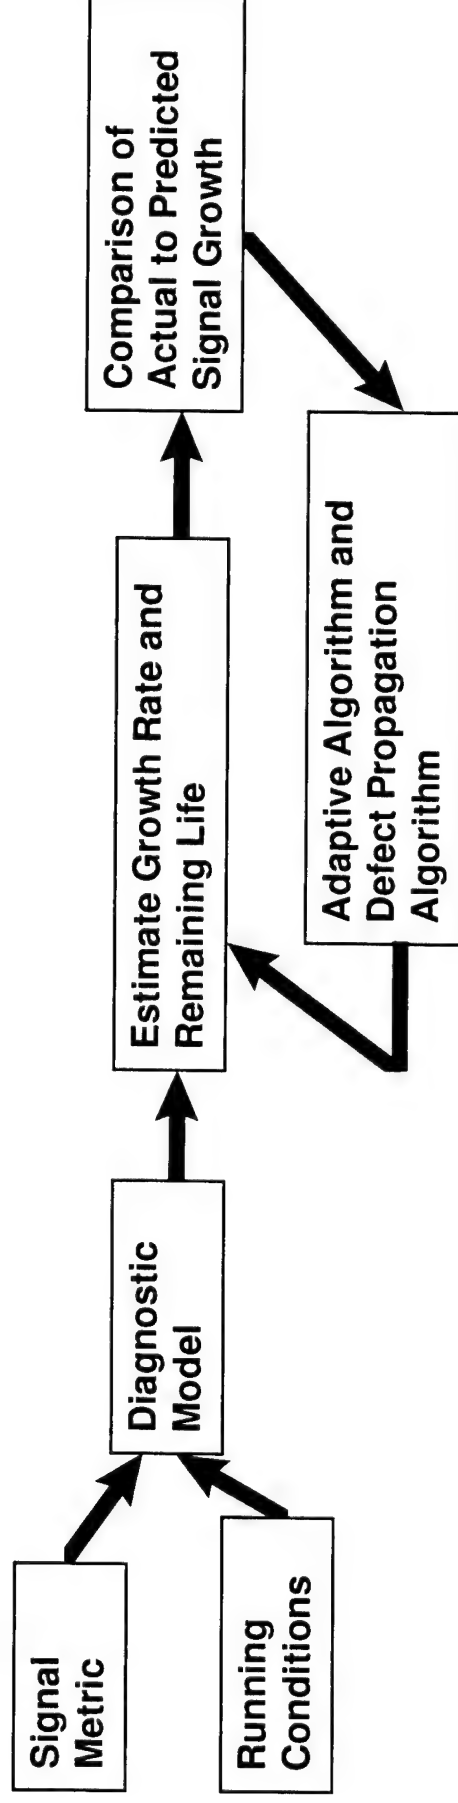 Signal
Metric
Running
Conditions
Diagnostic
Model
Estimate Growth Rate and
Remaining Life
Comparison of
Actual to Predicted
Signal Growth
Adaptive Algorithm and
Defect Propagation
Algorithm